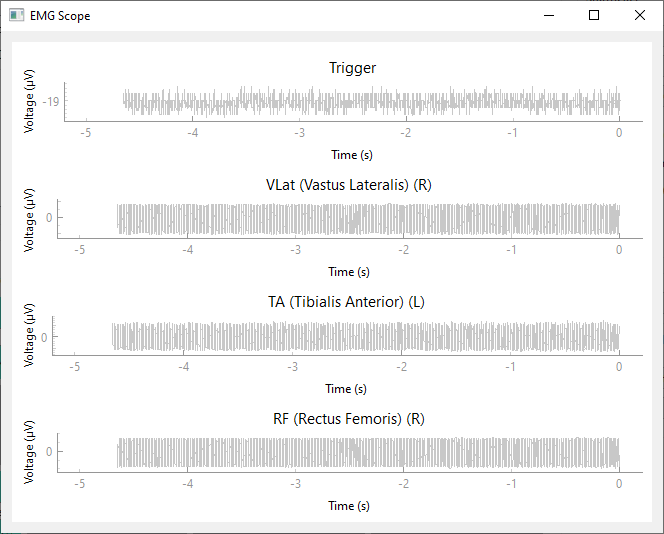 EMG Scope
Trigger
Voltage (µV)
-19
-5 -4 -3 -2 -1 0
Time (s)
VLat (Vastus Lateralis) (R)
Voltage (µV)
0
-5 -4 -3 -2 -1 0
Time (s)
TA (Tibialis Anterior) (L)
Voltage (µV)
0
-5 -4 -3 -2 -1 0
Time (s)
RF (Rectus Femoris) (R)
Voltage (µV)
0
-5 -4 -3 -2 -1 0
Time (s)